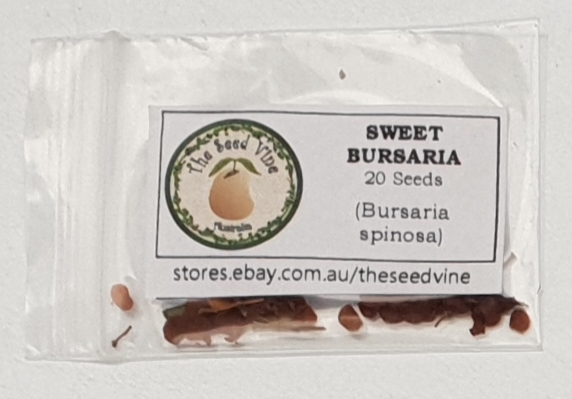 The Seed Vine
Australia
SWEET
BURSARIA
20 Seeds
(Bursaria
spinosa)
stores.ebay.com.au/theseedvine